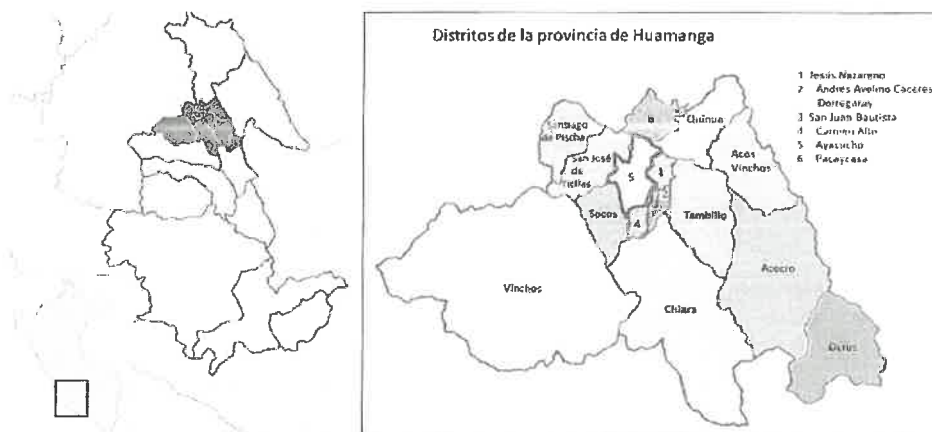 Distritos de la provincia de Huamanga
1 Jesús Nazareno
2 Andrés Avelino Cáceres
Dorregaray
3 San Juan Bautista
4 Carmen Alto
5 Ayacucho
6 Pacaycasa
Santiago
de Pischa
6
Chiara
San José
de
Ticllas
5
1
Acos
Vinchos
Socos
4
Tambillo
Vinchos
Chiara
Acocro
Ocros